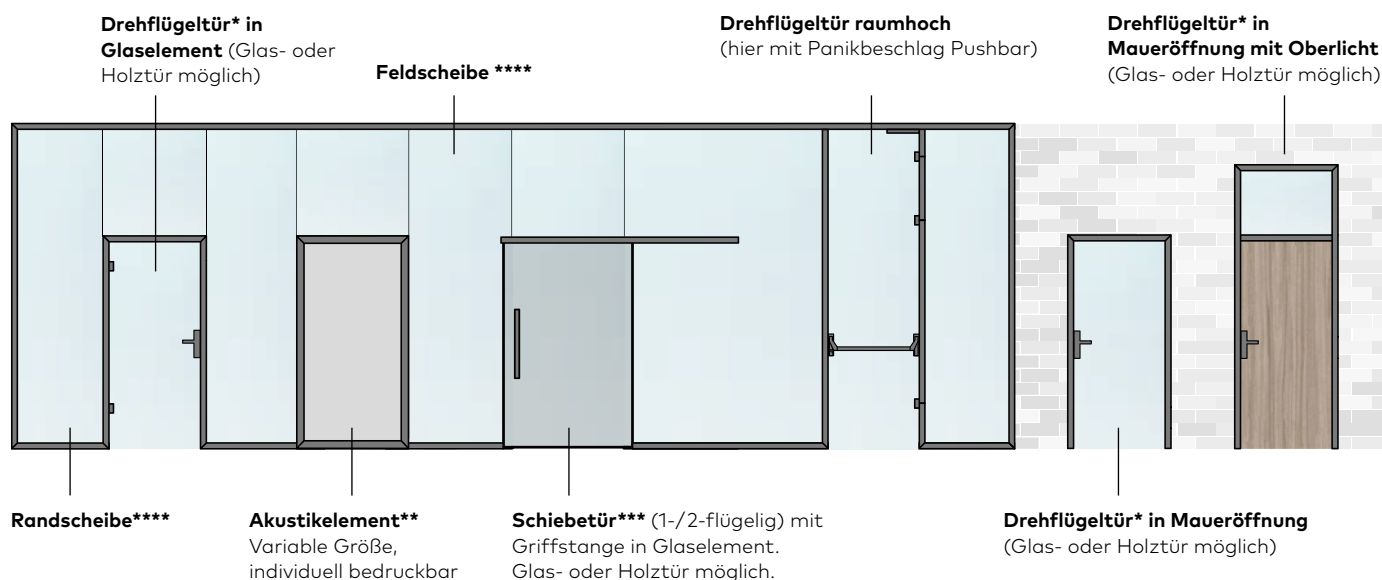 Drehflügeltür* in
Glaselement (Glas- oder
Holztür möglich)
Feldscheibe ****
Drehflügeltür raumhoch
(hier mit Panikbeschlag Pushbar)
Drehflügeltür* in
Maueröffnung mit Oberlicht
(Glas- oder Holztür möglich)
Randscheibe****
Akustikelement**
Variable Größe,
individuell bedruckbar
Schiebetür*** (1-/2-flügelig) mit
Griffstange in Glaselement.
Glas- oder Holztür möglich.
Drehflügeltür* in Maueröffnung
(Glas- oder Holztür möglich)